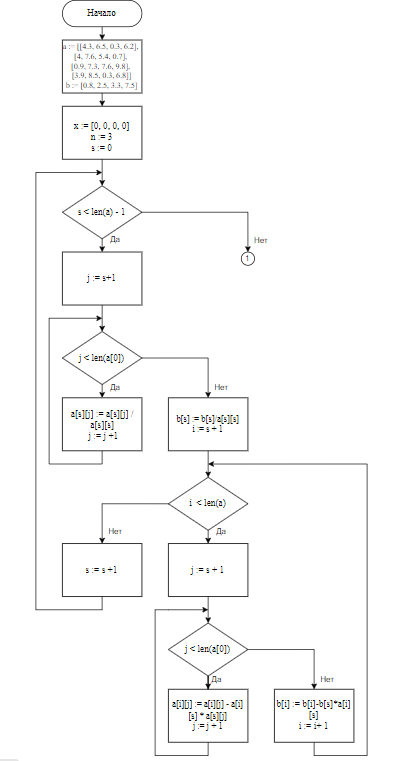 Начало
a := [[4.3, 6.5, 0.3, 6.2],
[4, 7.6, 5.4, 0.7],
[0.9, 7.3, 7.6, 9.8],
[3.9, 8.5, 0.3, 6.8]]
b := [0.8, 2.5, 3.3, 7.5]
x := [0, 0, 0, 0]
n := 3
s := 0
s < len(a) - 1
Да
Нет
1
j := s+1
j < len(a[0])
Да
Нет
a[s][j] := a[s][j] /
a[s][s]
j := j +1
b[s] := b[s]/a[s][s]
i := s + 1
i < len(a)
Нет
Да
s := s +1
j := s + 1
j < len(a[0])
Да
Нет
a[i][j] := a[i][j] - a[i]
[s] * a[s][j]
j := j + 1
b[i] := b[i]-b[s]*a[i]
[s]
i := i+ 1